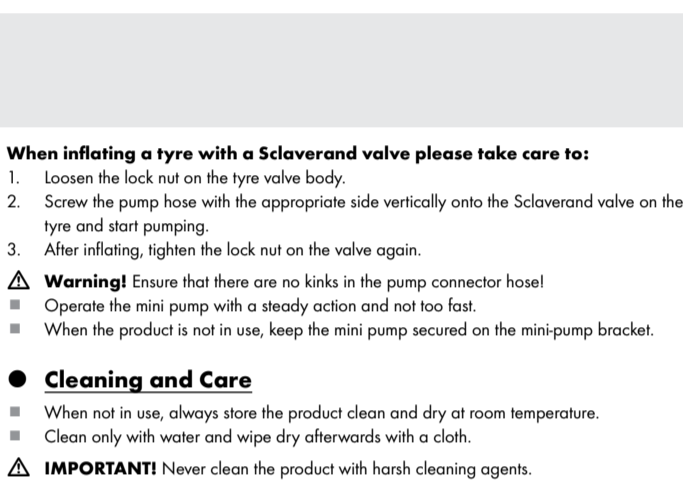 When inflating a tyre with a Sclaverand valve please take care to:
1. Loosen the lock nut on the tyre valve body.
2. Screw the pump hose with the appropriate side vertically onto the Sclaverand valve on the
tyre and start pumping.
3. After inflating, tighten the lock nut on the valve again.
⚠ Warning! Ensure that there are no kinks in the pump connector hose!
■ Operate the mini pump with a steady action and not too fast.
■ When the product is not in use, keep the mini pump secured on the mini-pump bracket.
● Cleaning and Care
■ When not in use, always store the product clean and dry at room temperature.
■ Clean only with water and wipe dry afterwards with a cloth.
⚠ IMPORTANT! Never clean the product with harsh cleaning agents.